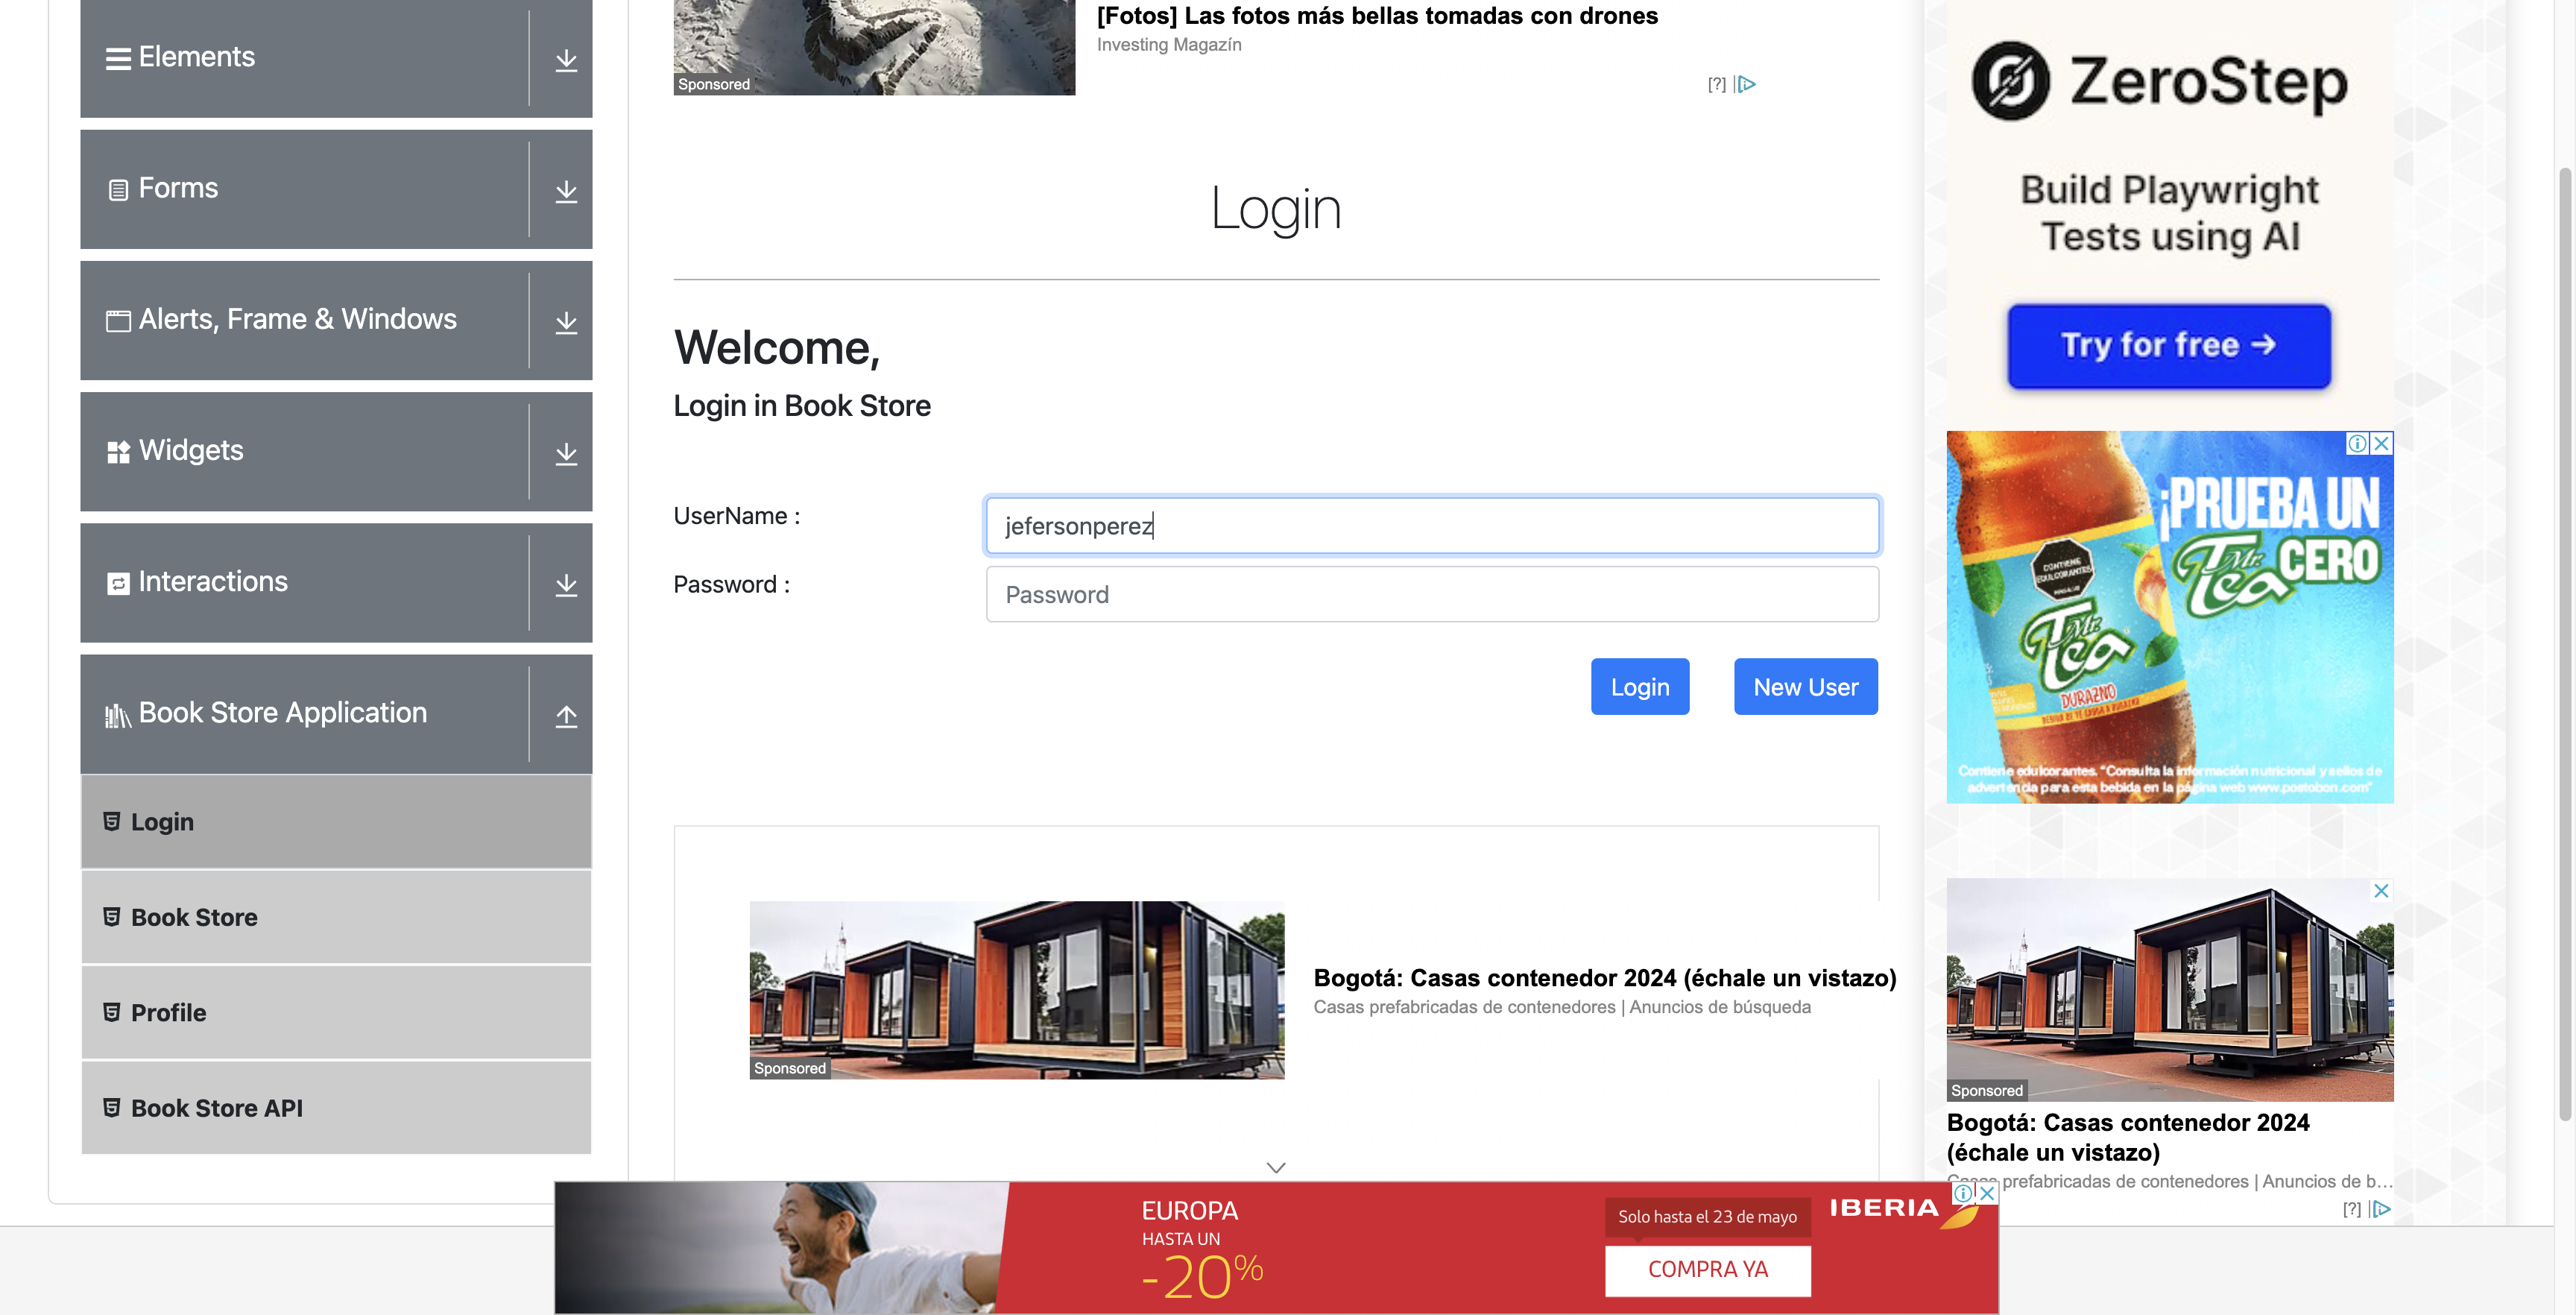 Elements
Forms
Alerts, Frame & Windows
Widgets
Interactions
Book Store Application
Login
Book Store
Profile
Book Store API
[Fotos] Las fotos más bellas tomadas con drones
Investing Magazín
Sponsored
[?]
Login
Welcome,
Login in Book Store
UserName :
jefersonperez
Password :
Password
Login
New User
Bogotá: Casas contenedor 2024 (échale un vistazo)
Casas prefabricadas de contenedores | Anuncios de búsqueda
Sponsored
ZeroStep
Build Playwright
Tests using AI
Try for free →
¡PRUEBA UN
Mr. Tea CERO
CONTIENE EDULCORANTES
Mr. Tea
DURAZNO
Contiene edulcorantes. "Consulta la información nutricional y sellos de
advertencia para esta bebida en la página web www.postobon.com"
Sponsored
Bogotá: Casas contenedor 2024
(échale un vistazo)
Casas prefabricadas de contenedores | Anuncios de b...
[?]
EUROPA
HASTA UN
-20%
Solo hasta el 23 de mayo
COMPRA YA
IBERIA